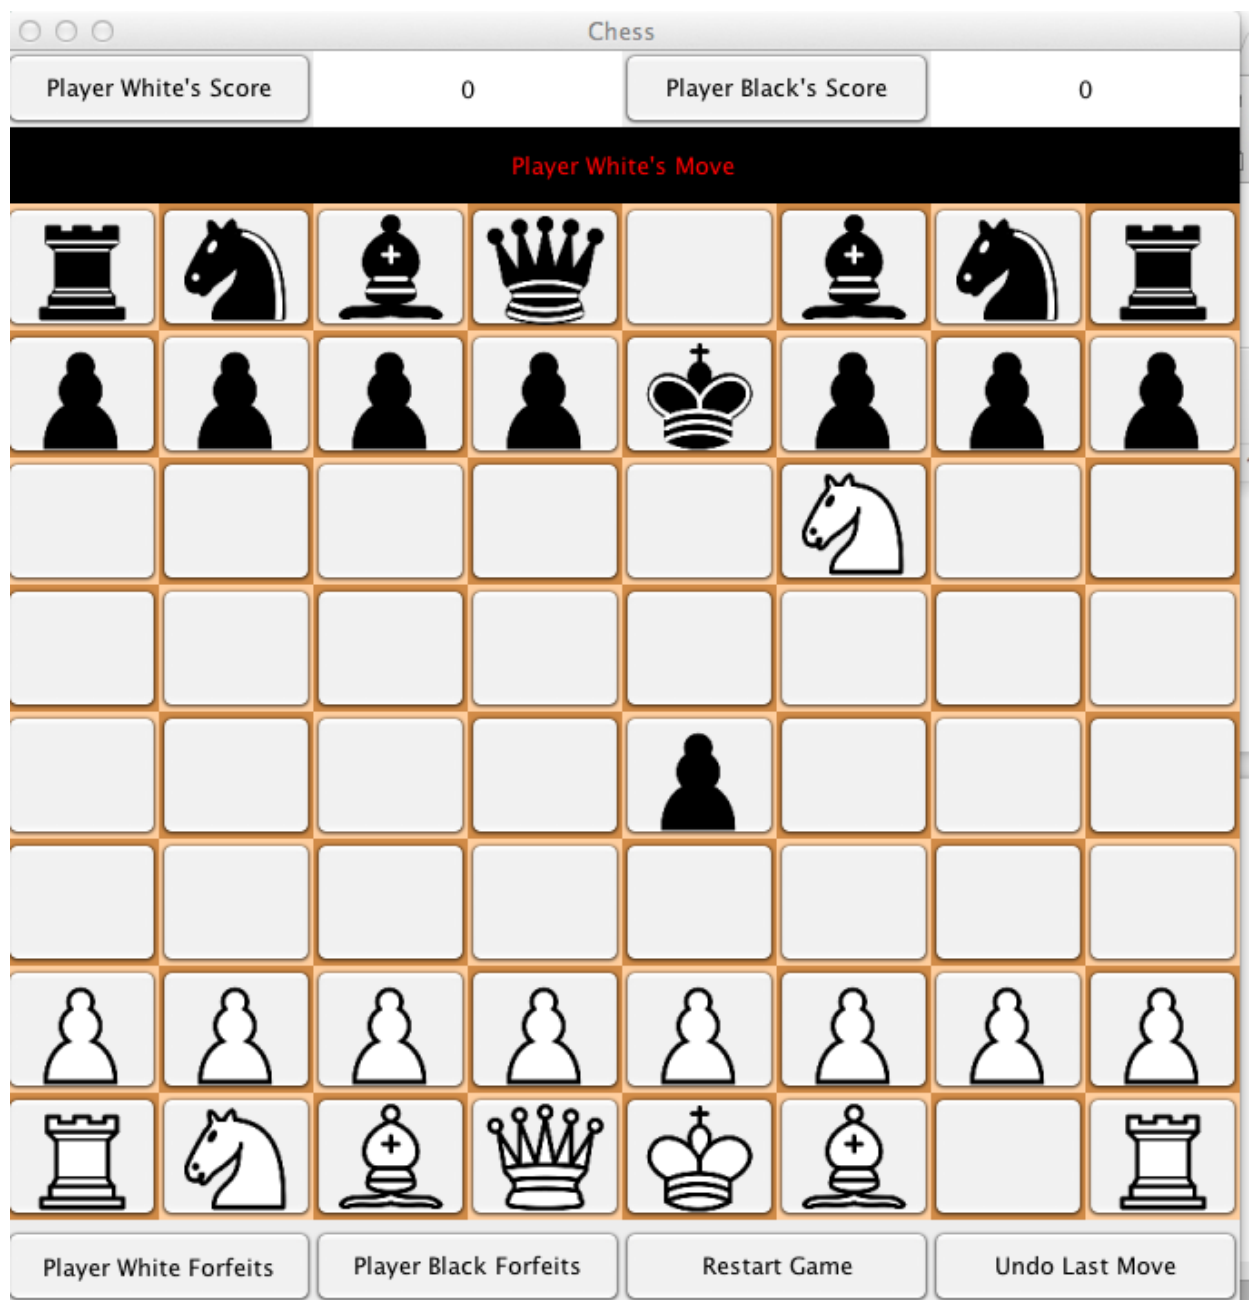 Chess
Player White's Score 0 Player Black's Score 0
Player White's Move
Player White Forfeits Player Black Forfeits Restart Game Undo Last Move